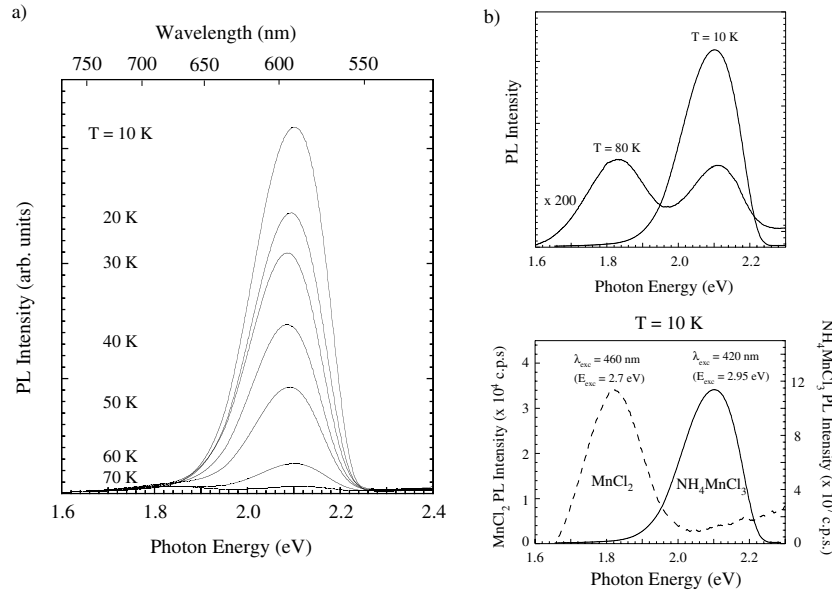 a)
Wavelength (nm)
750 700 650 600 550
T = 10 K
20 K
30 K
40 K
50 K
60 K
70 K
PL Intensity (arb. units)
1.6 1.8 2.0 2.2 2.4
Photon Energy (eV)
b)
T = 10 K
T = 80 K
x 200
PL Intensity
1.6 1.8 2.0 2.2
Photon Energy (eV)
T = 10 K
λexc = 460 nm
(Eexc = 2.7 eV)
λexc = 420 nm
(Eexc = 2.95 eV)
MnCl2
NH4MnCl3
MnCl2 PL Intensity (x 10⁴ c.p.s)
4
3
2
1
0
NH4MnCl3 PL Intensity (x 10⁷ c.p.s.)
12
8
4
0
1.6 1.8 2.0 2.2
Photon Energy (eV)